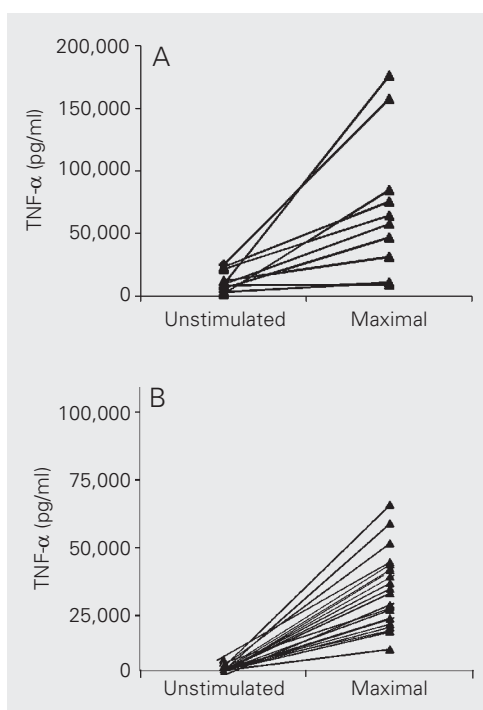 A
200,000
150,000
100,000
50,000
0
TNF-α (pg/ml)
Unstimulated Maximal
B
100,000
75,000
50,000
25,000
0
TNF-α (pg/ml)
Unstimulated Maximal